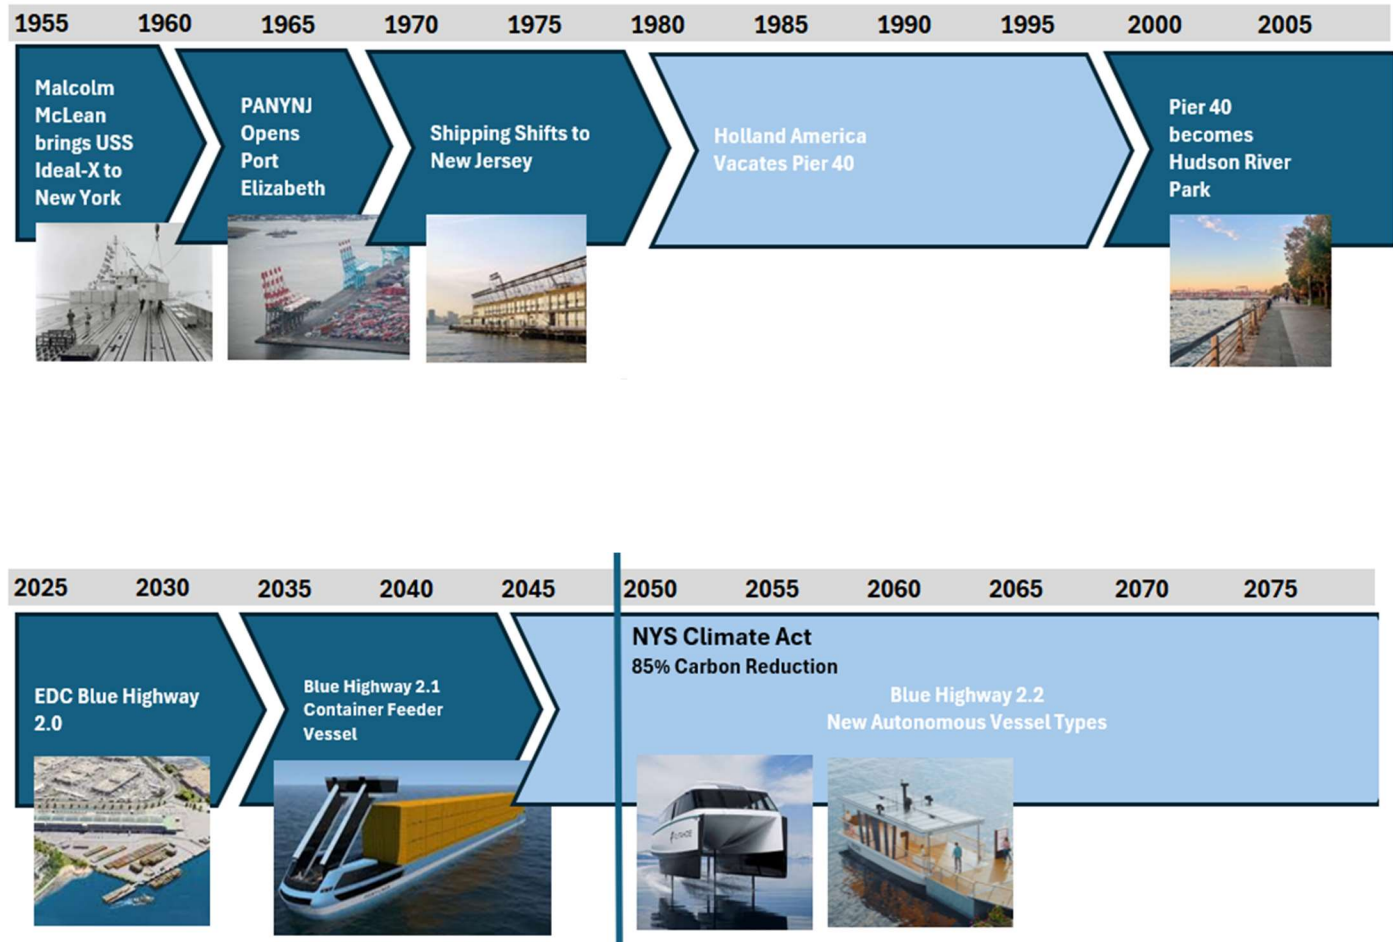 1955 1960 1965 1970 1975 1980 1985 1990 1995 2000 2005
Malcolm
McLean
brings USS
Ideal-X to
New York
PANYNJ
Opens
Port
Elizabeth
Shipping Shifts to
New Jersey
Holland America
Vacates Pier 40
Pier 40
becomes
Hudson River
Park
2025 2030 2035 2040 2045 2050 2055 2060 2065 2070 2075
EDC Blue Highway
2.0
Blue Highway 2.1
Container Feeder
Vessel
NYS Climate Act
85% Carbon Reduction
Blue Highway 2.2
New Autonomous Vessel Types